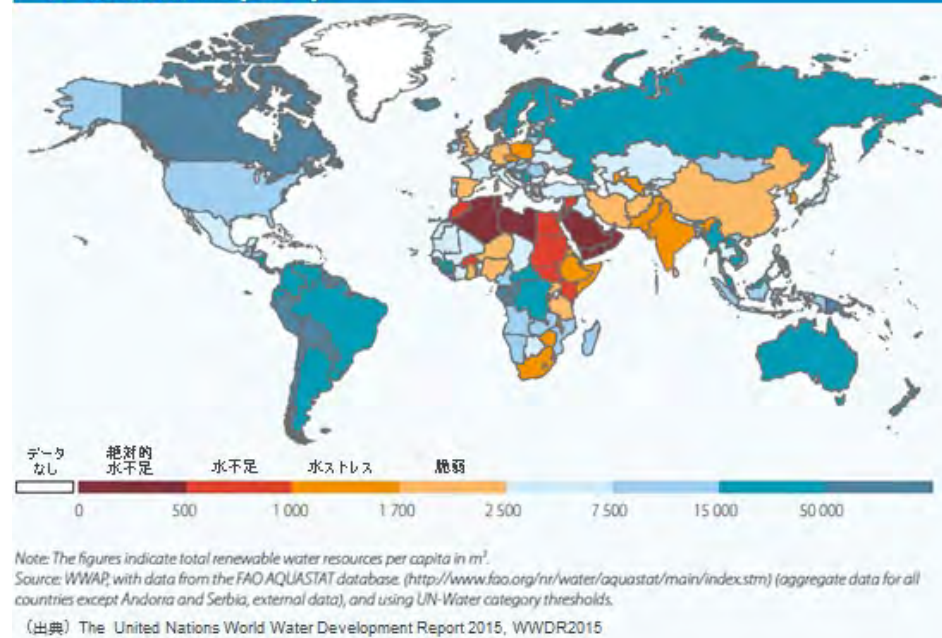 データ
なし
絶対的
水不足
水不足
水ストレス
脆弱
0 500 1 000 1 700 2 500 7 500 15 000 50 000
Note: The figures indicate total renewable water resources per capita in m³.
Source: WWAP, with data from the FAO AQUASTAT database. (http://www.fao.org/nr/water/aquastat/main/index.stm) (aggregate data for all
countries except Andorra and Serbia, external data), and using UN-Water category thresholds.
（出典）The United Nations World Water Development Report 2015, WWDR2015